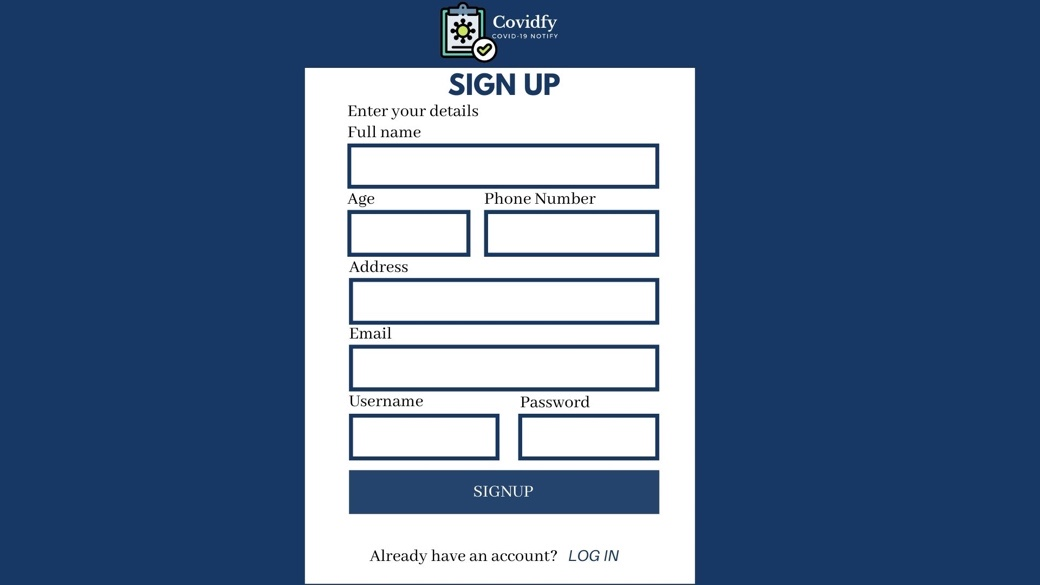 Covidfy
COVID-19 NOTIFY
SIGN UP
Enter your details
Full name
Age Phone Number
Address
Email
Username Password
SIGNUP
Already have an account? LOG IN